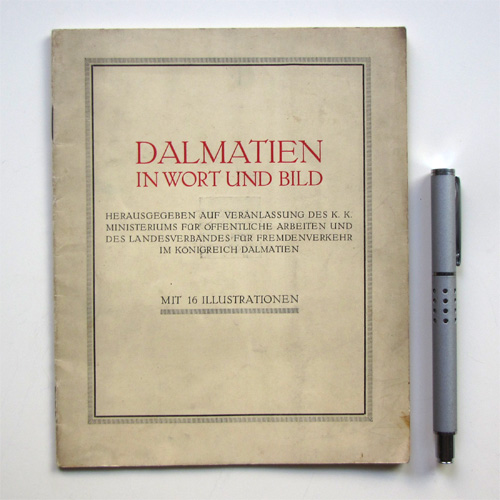 DALMATIEN
IN WORT UND BILD
HERAUSGEGEBEN AUF VERANLASSUNG DES K. K.
MINISTERIUMS FÜR ÖFFENTLICHE ARBEITEN UND
DES LANDESVERBANDES FÜR FREMDENVERKEHR
IM KÖNIGREICH DALMATIEN
MIT 16 ILLUSTRATIONEN